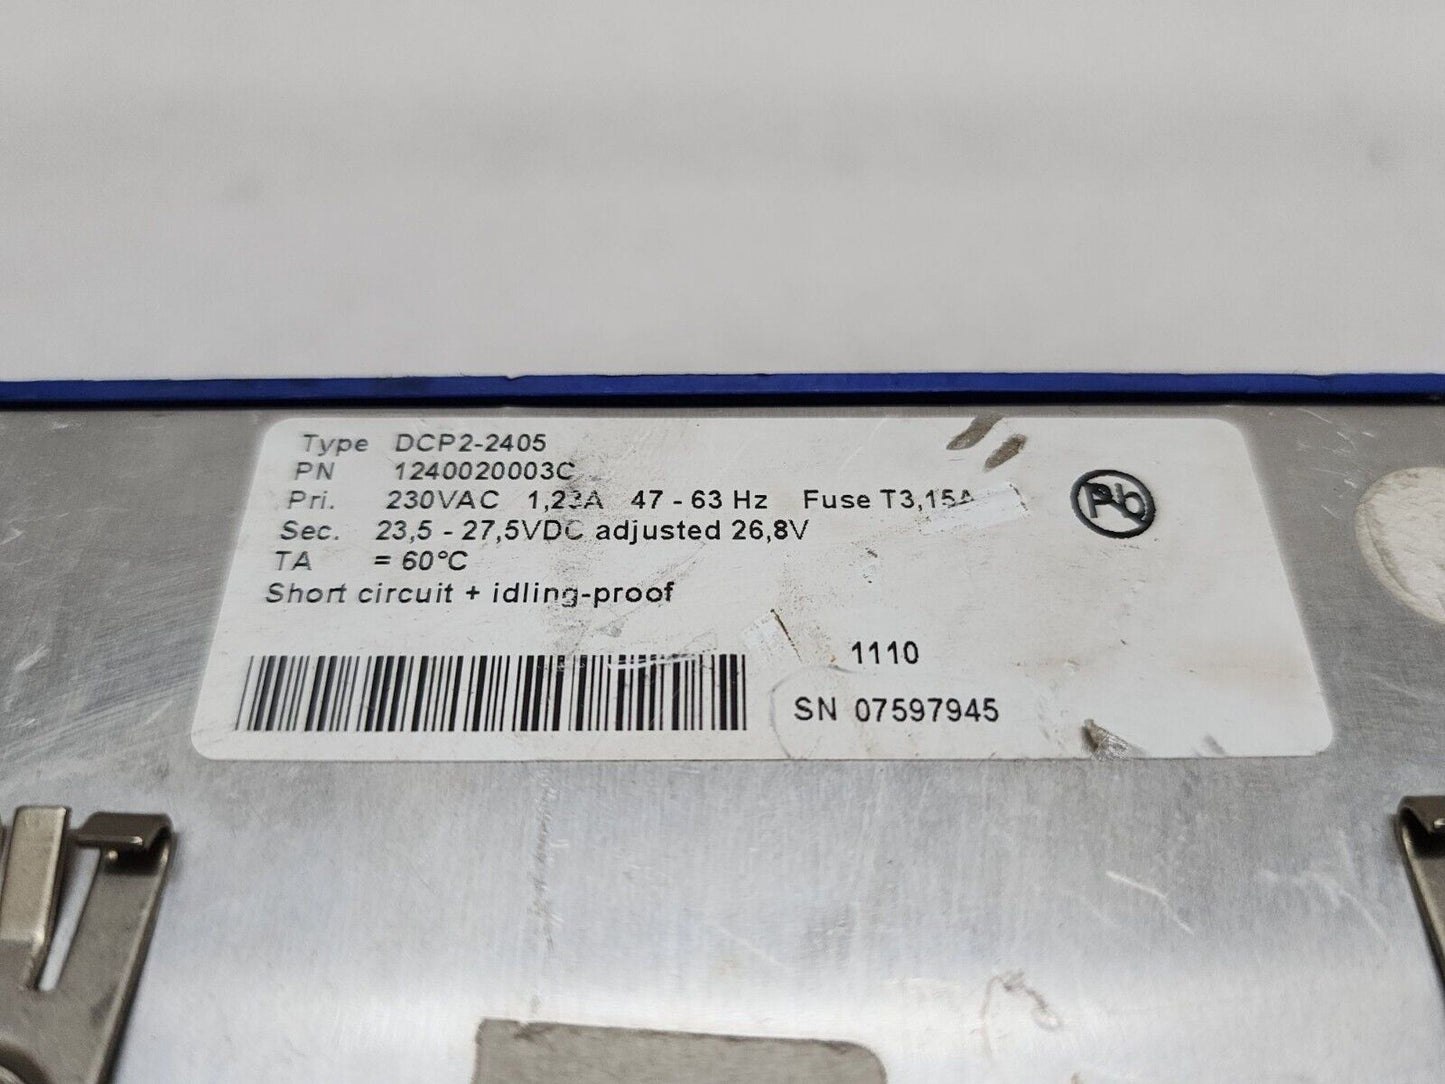 Type DCP2-2405
PN 1240020003C
Pri. 230VAC 1,23A 47 - 63 Hz Fuse T3,15A
Sec. 23,5 - 27,5VDC adjusted 26,8V
TA = 60°C
Short circuit + idling-proof
Pb
1110
SN 07597945